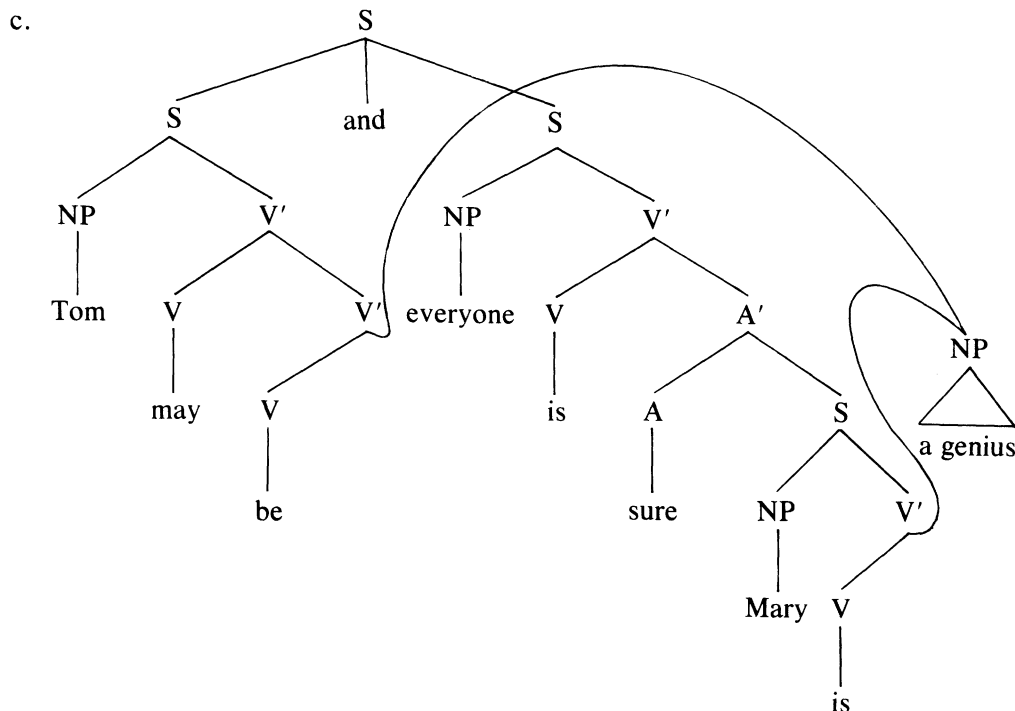 c.
S
S and S
NP V′ NP V′
Tom V V′ everyone V A′ NP
may V is A S a genius
be sure NP V′
Mary V
is